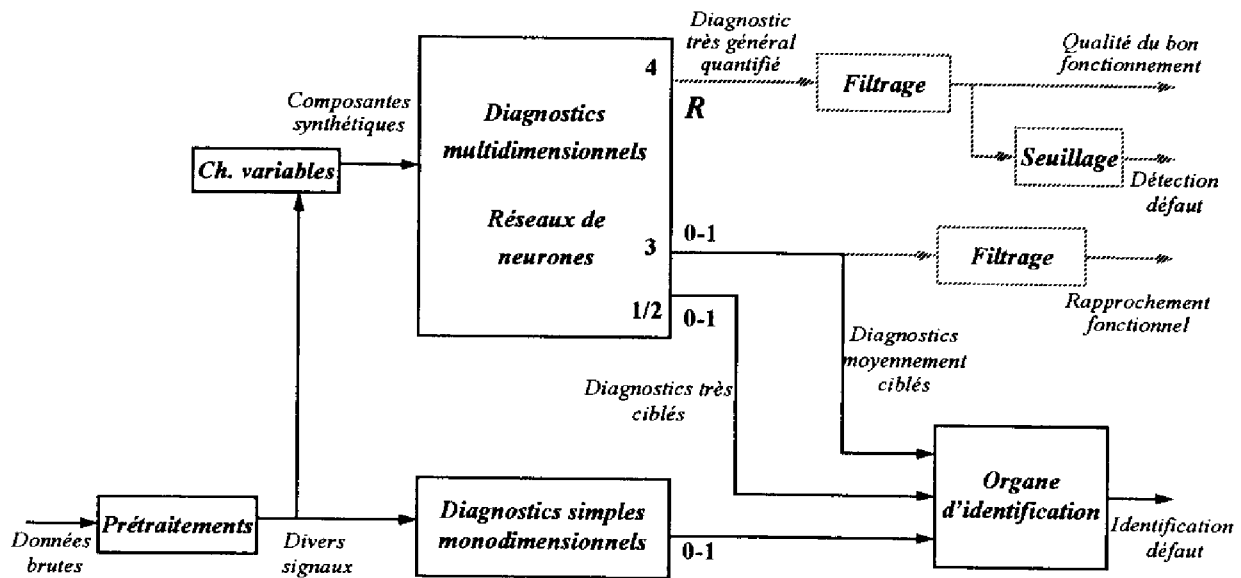 Diagnostic
très général
quantifié
Qualité du bon
fonctionnement
4
Filtrage
R
Composantes
synthétiques
Diagnostics
multidimensionnels
Réseaux de
neurones
Ch. variables
Seuillage
Détection
défaut
3
0-1
Filtrage
Rapprochement
fonctionnel
1/2
0-1
Diagnostics
moyennement
ciblés
Diagnostics très
ciblés
Organe
d'identification
Identification
défaut
Données
brutes
Prétraitements
Divers
signaux
Diagnostics simples
monodimensionnels
0-1